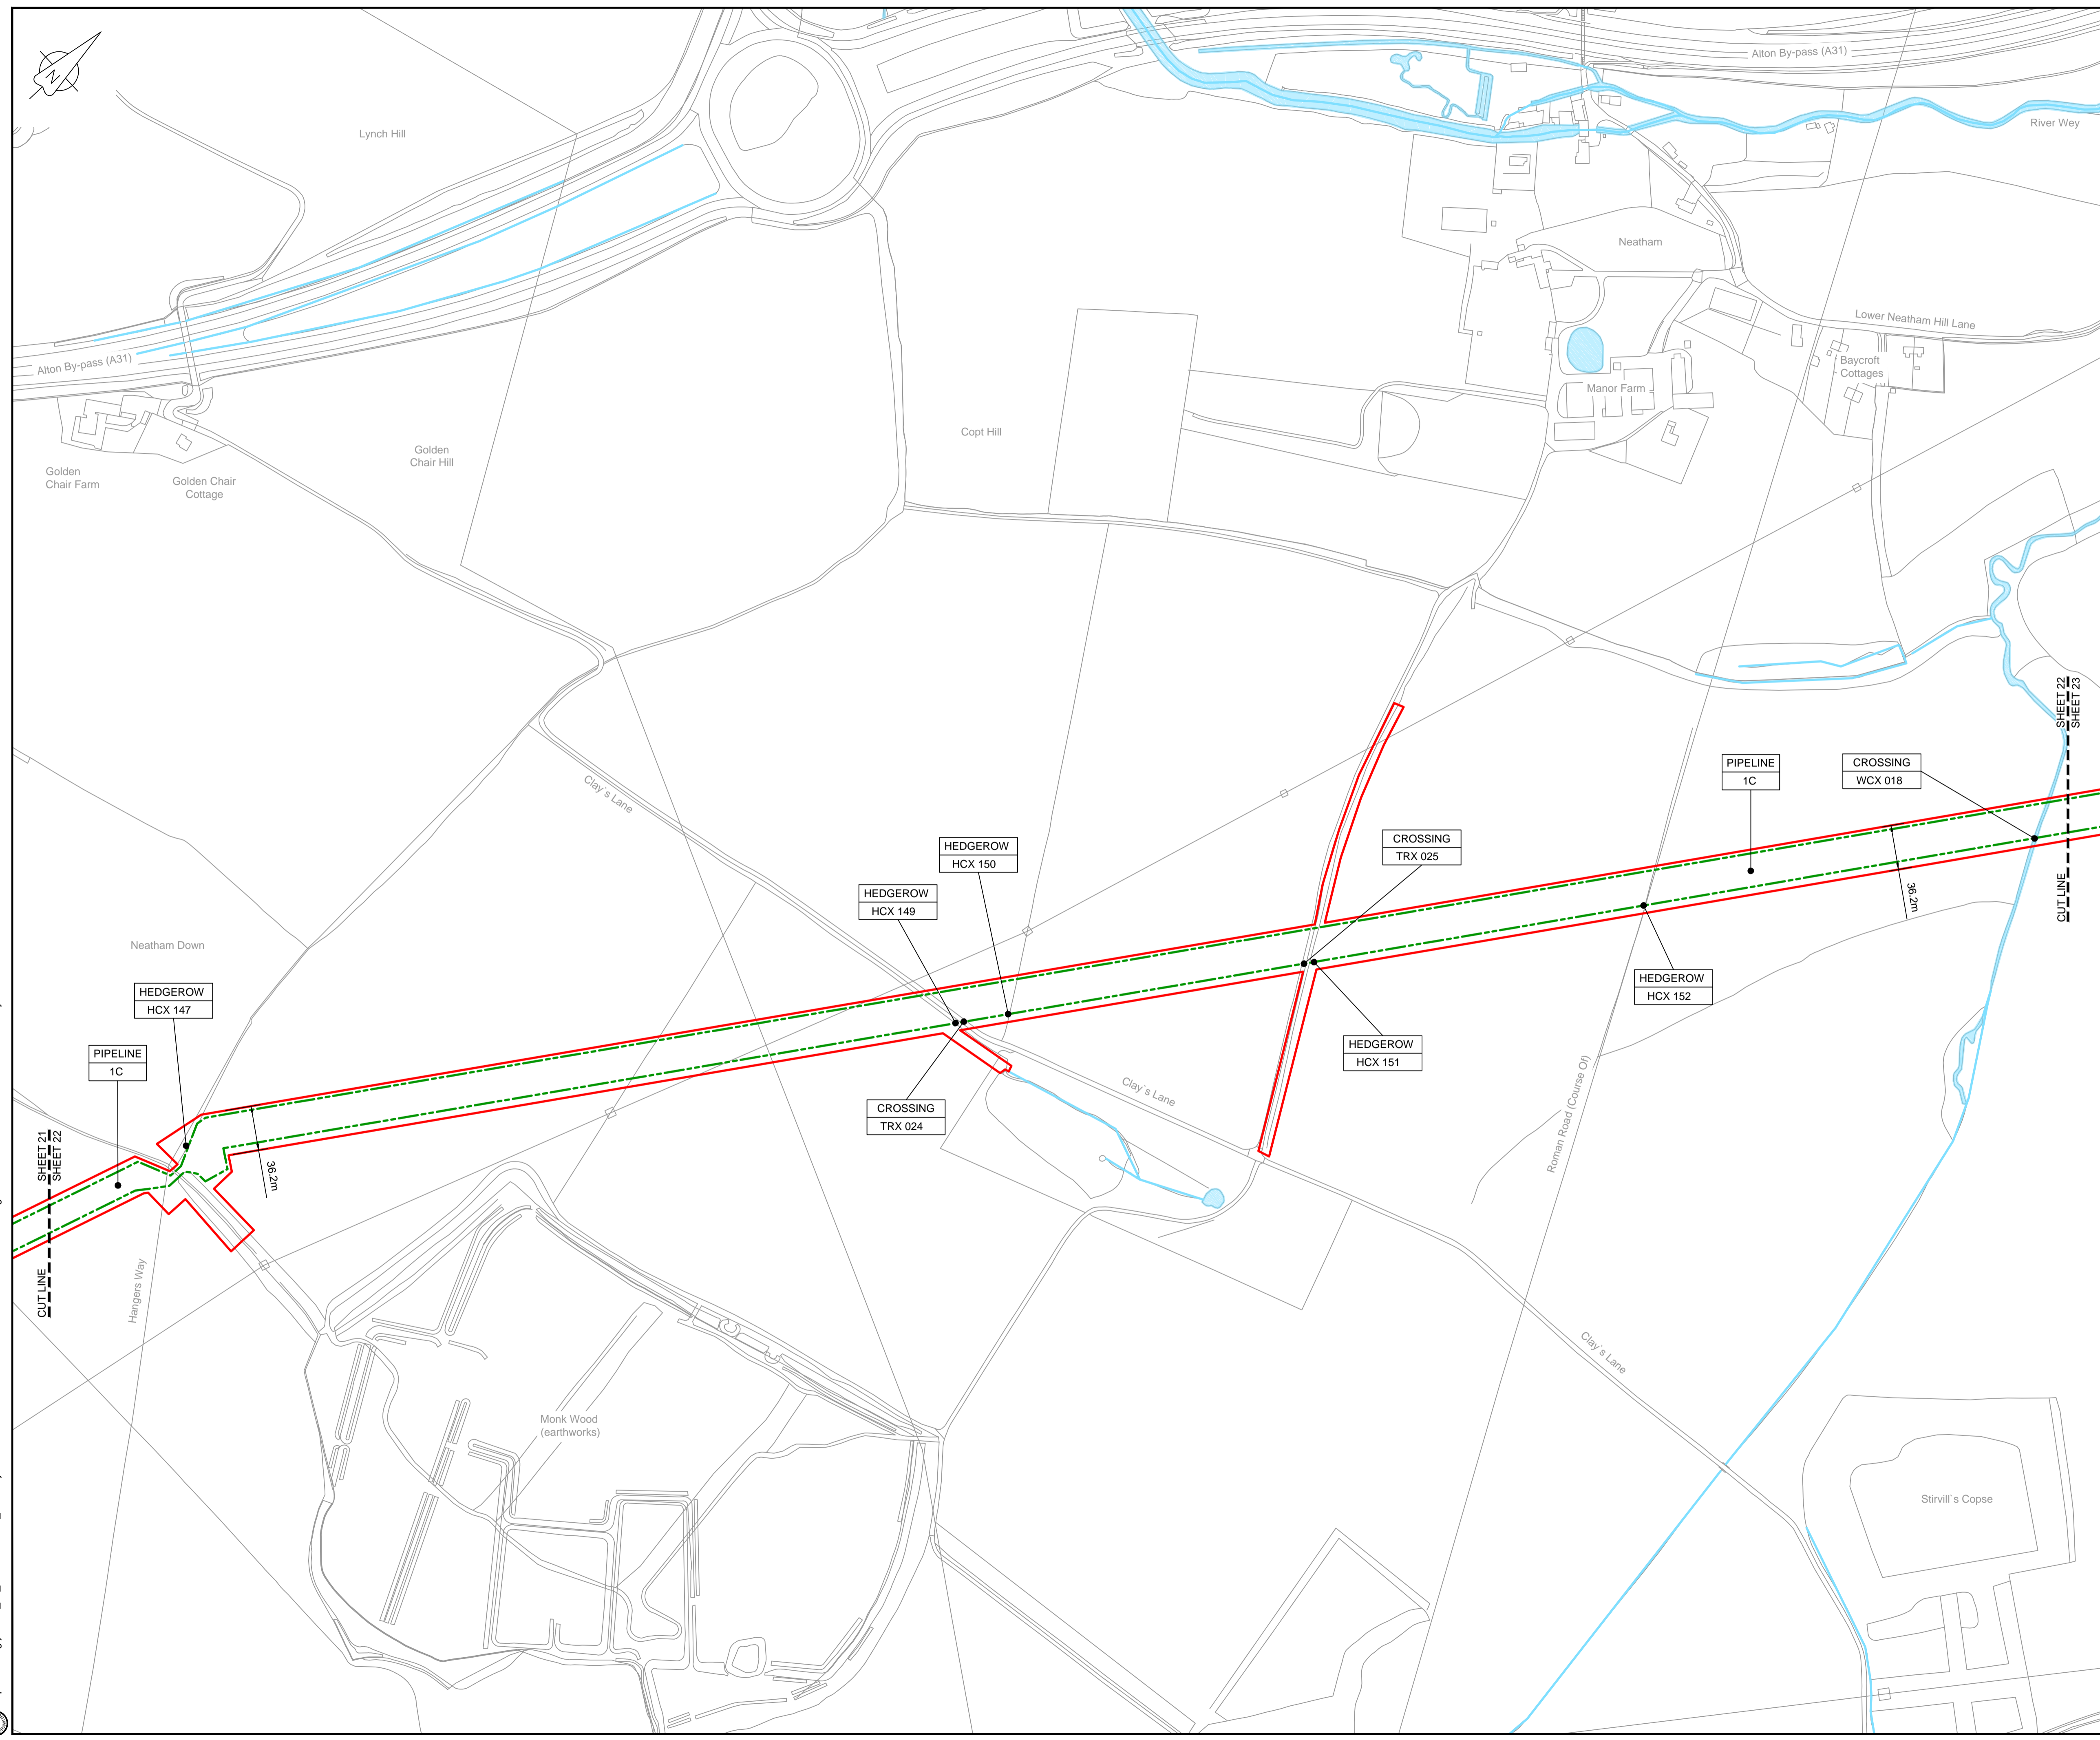 N
Alton By-pass (A31)
River Wey
Lynch Hill
Neatham
Lower Neatham Hill Lane
Alton By-pass (A31)
Baycroft
Cottages
Manor Farm
Copt Hill
Golden
Chair Hill
Golden
Chair Farm
Golden Chair
Cottage
SHEET 22
SHEET 23
CUT LINE
Clay`s Lane
PIPELINE
1C
CROSSING
WCX 018
CROSSING
TRX 025
HEDGEROW
HCX 150
HEDGEROW
HCX 149
36.2m
Neatham Down
HEDGEROW
HCX 147
HEDGEROW
HCX 152
HEDGEROW
HCX 151
PIPELINE
1C
CROSSING
TRX 024
Clay`s Lane
Roman Road (Course Of)
SHEET 21
SHEET 22
CUT LINE
36.2m
Hangers Way
Clay`s Lane
Monk Wood
(earthworks)
Stirvill`s Copse